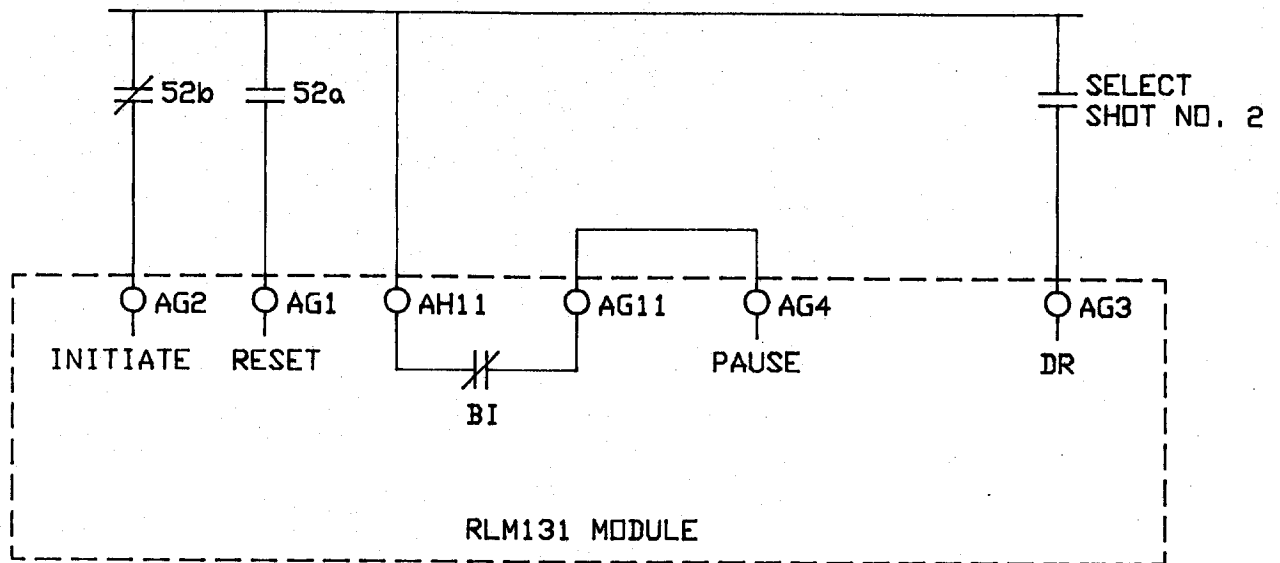 52b
52a
SELECT
SHOT NO. 2
AG2
AG1
AH11
AG11
AG4
AG3
INITIATE
RESET
PAUSE
DR
BI
RLM131 MODULE